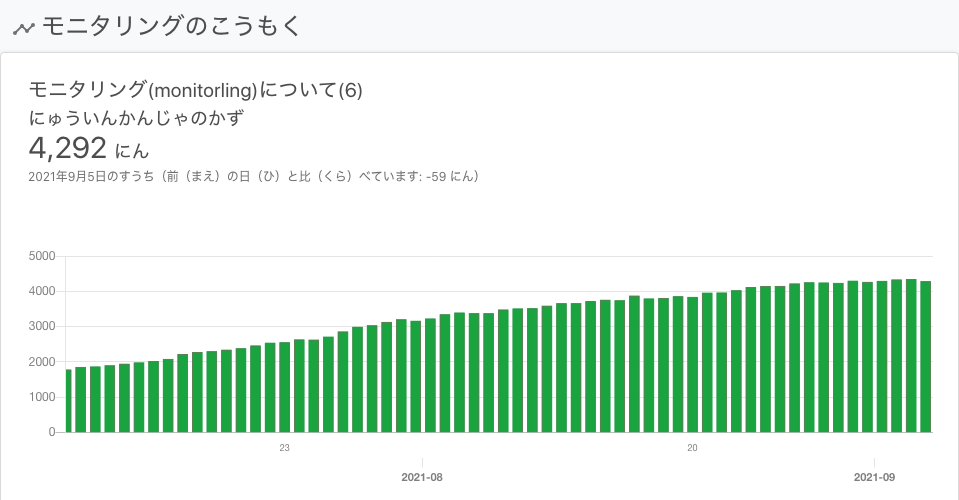 モニタリングのこうもく
モニタリング(monitorling)について(6)
にゅういんかんじゃのかず
4,292 にん
2021年9月5日のすうち（前（まえ）の日（ひ）と比（くら）べています: -59 にん）
5000
4000
3000
2000
1000
0
23
20
2021-08
2021-09